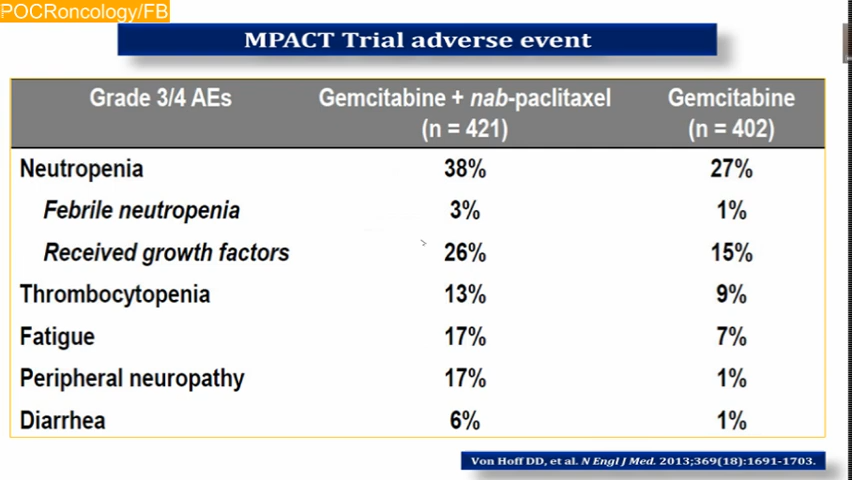 POCRoncology/FB
MPACT Trial adverse event
Grade 3/4 AEs Gemcitabine + nab-paclitaxel (n = 421) Gemcitabine (n = 402)
Neutropenia 38% 27%
Febrile neutropenia 3% 1%
Received growth factors 26% 15%
Thrombocytopenia 13% 9%
Fatigue 17% 7%
Peripheral neuropathy 17% 1%
Diarrhea 6% 1%
Von Hoff DD, et al. N Engl J Med. 2013;369(18):1691-1703.